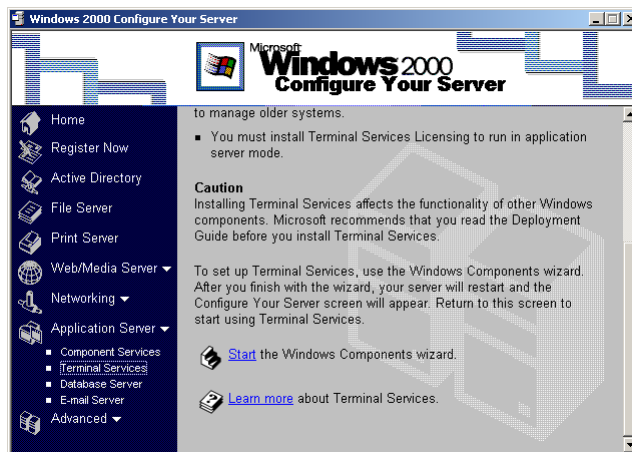 Windows 2000 Configure Your Server
Microsoft
Windows 2000
Configure Your Server
Home
Register Now
Active Directory
File Server
Print Server
Web/Media Server
Networking
Application Server
Component Services
Terminal Services
Database Server
E-mail Server
Advanced
to manage older systems.
You must install Terminal Services Licensing to run in application
server mode.
Caution
Installing Terminal Services affects the functionality of other Windows
components. Microsoft recommends that you read the Deployment
Guide before you install Terminal Services.
To set up Terminal Services, use the Windows Components wizard.
After you finish with the wizard, your server will restart and the
Configure Your Server screen will appear. Return to this screen to
start using Terminal Services.
Start the Windows Components wizard.
Learn more about Terminal Services.